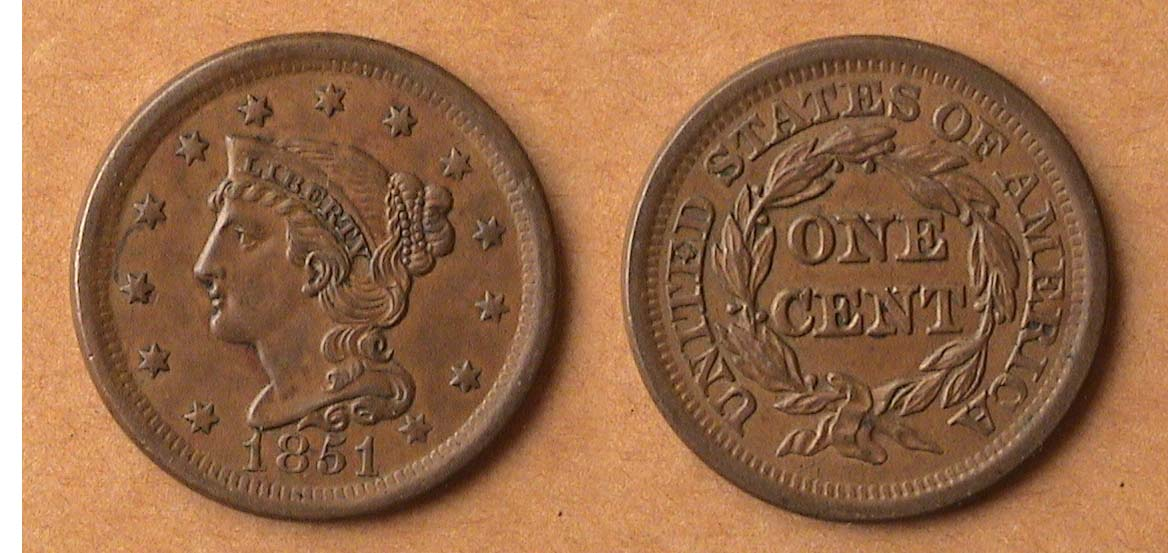 LIBERTY
1851
UNITED STATES OF AMERICA
ONE
CENT